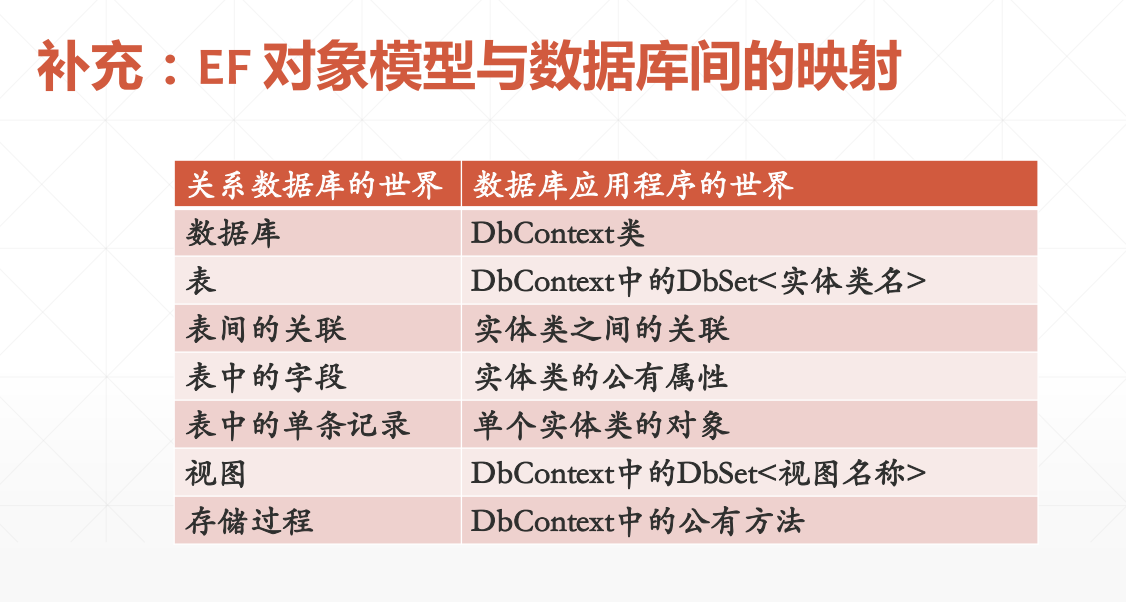 补充：EF 对象模型与数据库间的映射
关系数据库的世界 数据库应用程序的世界
数据库 DbContext类
表 DbContext中的DbSet<实体类名>
表间的关联 实体类之间的关联
表中的字段 实体类的公有属性
表中的单条记录 单个实体类的对象
视图 DbContext中的DbSet<视图名称>
存储过程 DbContext中的公有方法